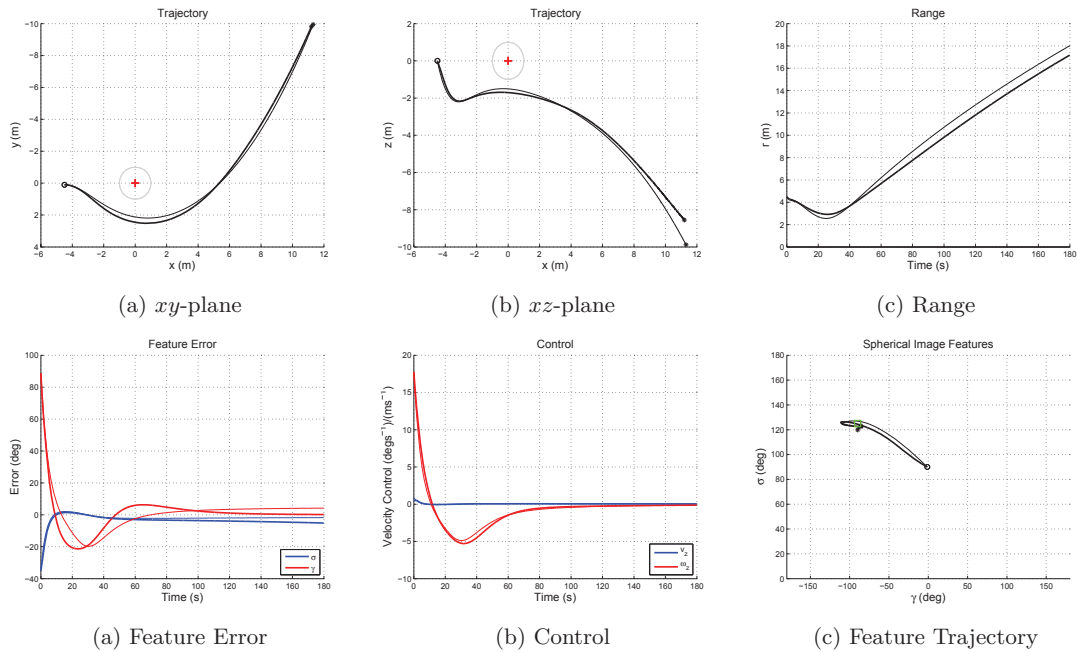 Trajectory
-10
-8
-6
-4
-2
0
2
4
y (m)
-6 -4 -2 0 2 4 6 8 10 12
x (m)
(a) xy-plane
Trajectory
2
0
-2
-4
-6
-8
-10
z (m)
-6 -4 -2 0 2 4 6 8 10 12
x (m)
(b) xz-plane
Range
20
18
16
14
12
10
8
6
4
2
0
r (m)
0 20 40 60 80 100 120 140 160 180
Time (s)
(c) Range
Feature Error
100
80
60
40
20
0
-20
-40
Error (deg)
0 20 40 60 80 100 120 140 160 180
Time (s)
σ
γ
(a) Feature Error
Control
20
15
10
5
0
-5
-10
Velocity Control (degs⁻¹)/(ms⁻¹)
0 20 40 60 80 100 120 140 160 180
Time (s)
v_z
ω_z
(b) Control
Spherical Image Features
180
160
140
120
100
80
60
40
20
0
σ (deg)
-150 -100 -50 0 50 100 150
γ (deg)
(c) Feature Trajectory